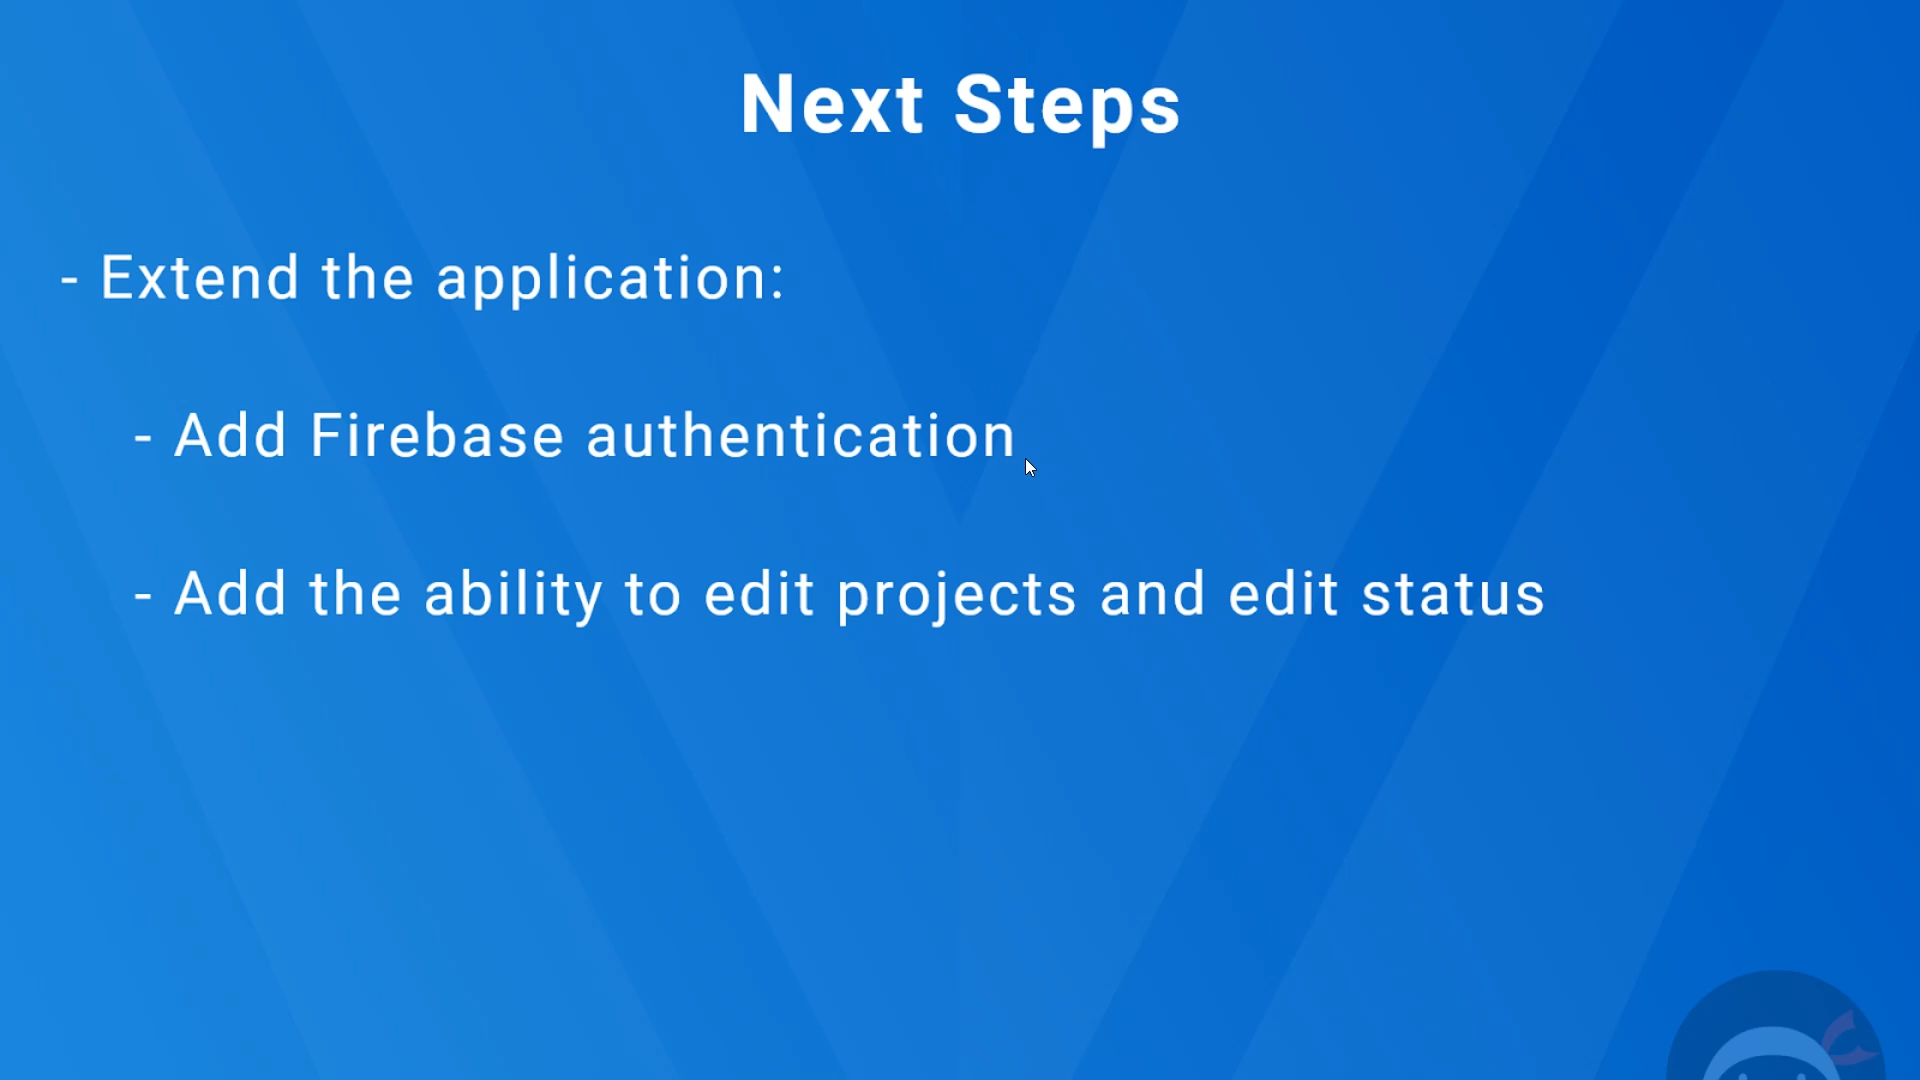 Next Steps
- Extend the application:
- Add Firebase authentication
- Add the ability to edit projects and edit status